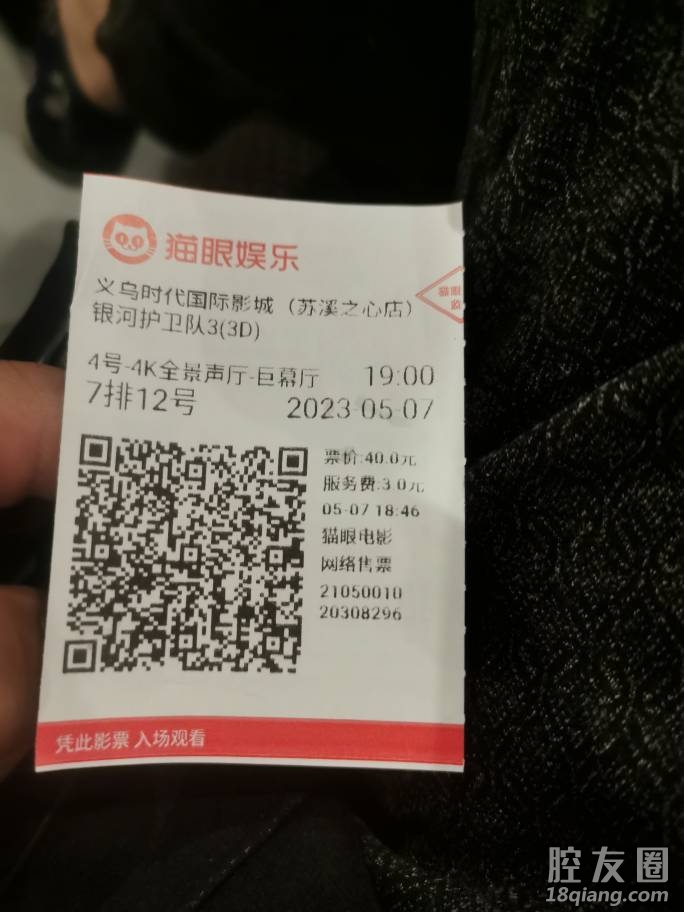 猫眼娱乐
义乌时代国际影城（苏溪之心店）
银河护卫队3(3D)
猫眼
4号-4K全景声厅-巨幕厅 19:00
7排12号 2023-05-07
票价:40.0元
服务费:3.0元
05-07 18:46
猫眼电影
网络售票
21050010
20308296
凭此影票 入场观看
腔友圈
18qiang.com